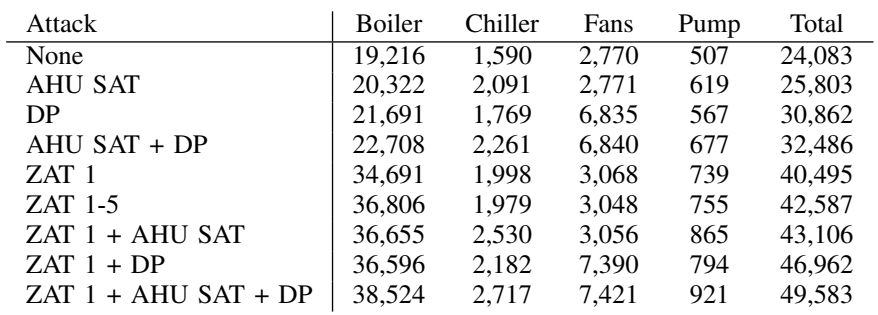 Attack Boiler Chiller Fans Pump Total
None 19,216 1,590 2,770 507 24,083
AHU SAT 20,322 2,091 2,771 619 25,803
DP 21,691 1,769 6,835 567 30,862
AHU SAT + DP 22,708 2,261 6,840 677 32,486
ZAT 1 34,691 1,998 3,068 739 40,495
ZAT 1-5 36,806 1,979 3,048 755 42,587
ZAT 1 + AHU SAT 36,655 2,530 3,056 865 43,106
ZAT 1 + DP 36,596 2,182 7,390 794 46,962
ZAT 1 + AHU SAT + DP 38,524 2,717 7,421 921 49,583